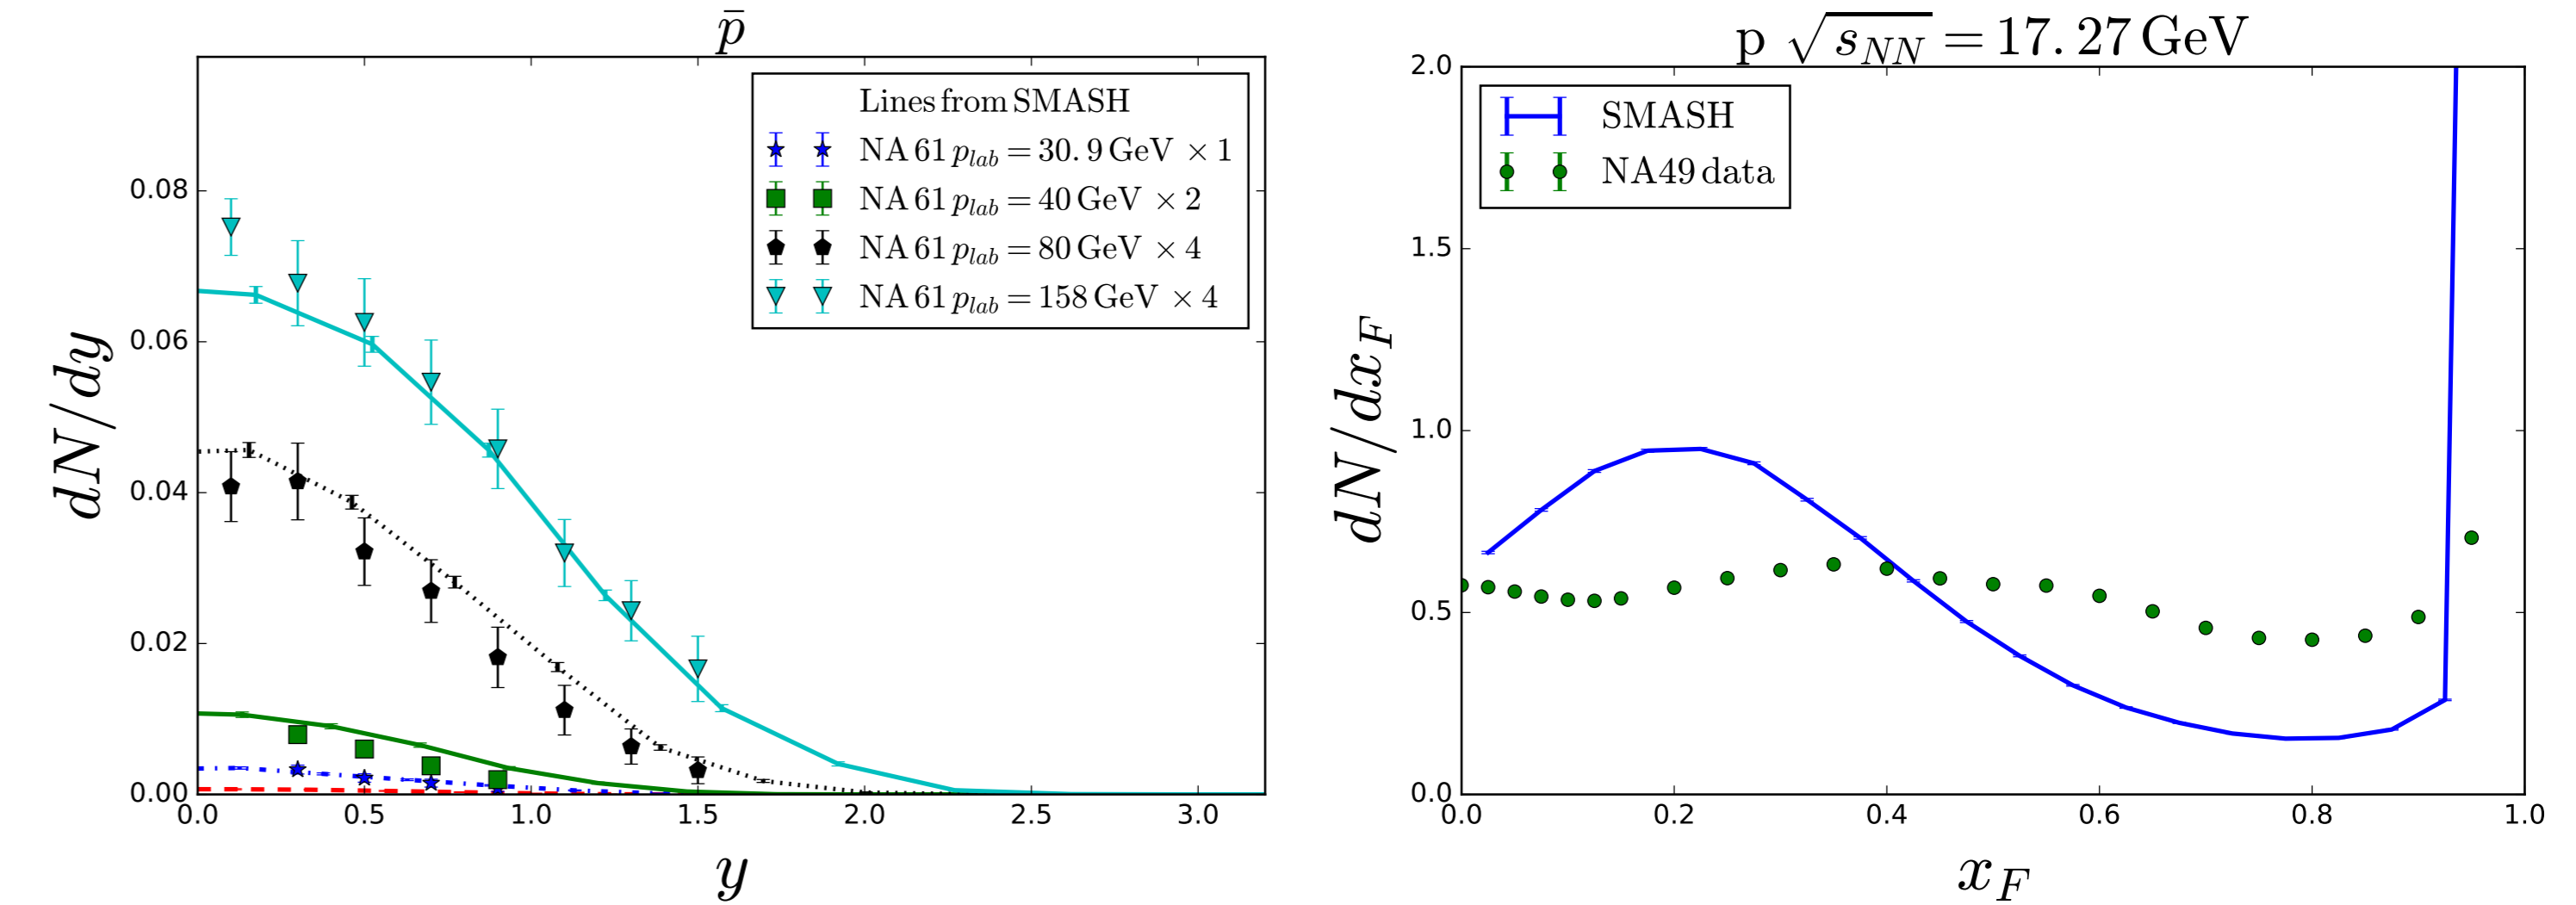 p̄
dN/dy
0.08
0.06
0.04
0.02
0.00
Lines from SMASH
NA 61 p_lab = 30.9 GeV × 1
NA 61 p_lab = 40 GeV × 2
NA 61 p_lab = 80 GeV × 4
NA 61 p_lab = 158 GeV × 4
0.0 0.5 1.0 1.5 2.0 2.5 3.0
y
p √s_NN = 17.27 GeV
dN/dx_F
2.0
1.5
1.0
0.5
0.0
SMASH
NA49 data
0.0 0.2 0.4 0.6 0.8 1.0
x_F